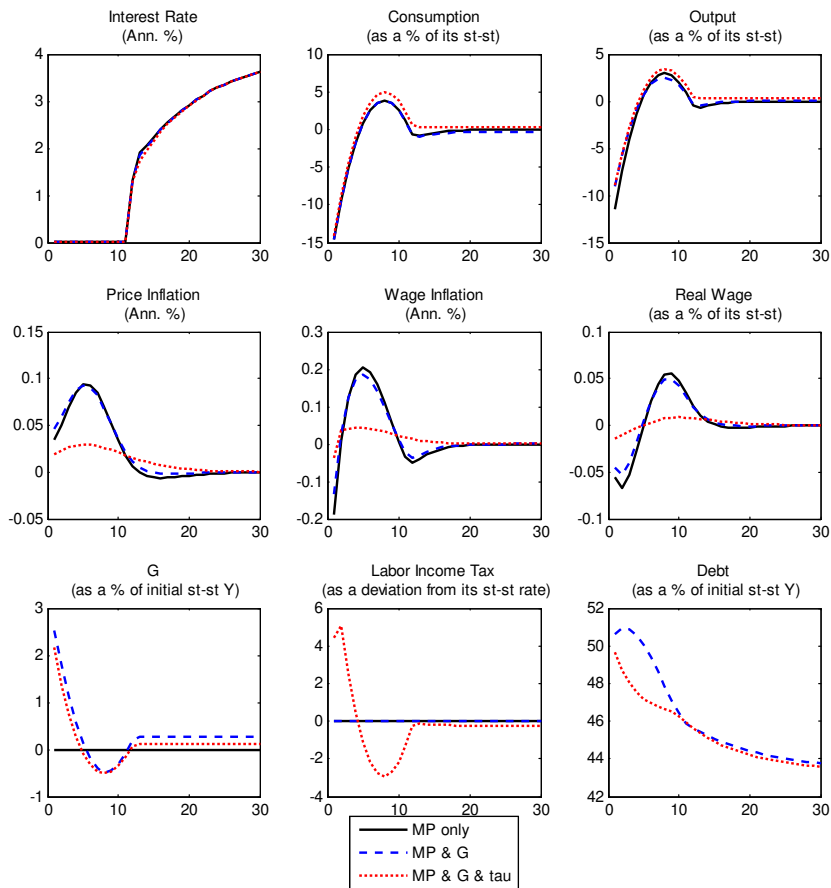 Interest Rate
(Ann. %)
4
3
2
1
0
0 10 20 30
Consumption
(as a % of its st-st)
10
5
0
-5
-10
-15
0 10 20 30
Output
(as a % of its st-st)
5
0
-5
-10
-15
0 10 20 30
Price Inflation
(Ann. %)
0.15
0.1
0.05
0
-0.05
0 10 20 30
Wage Inflation
(Ann. %)
0.3
0.2
0.1
0
-0.1
-0.2
0 10 20 30
Real Wage
(as a % of its st-st)
0.1
0.05
0
-0.05
-0.1
0 10 20 30
G
(as a % of initial st-st Y)
3
2
1
0
-1
0 10 20 30
Labor Income Tax
(as a deviation from its st-st rate)
6
4
2
0
-2
-4
0 10 20 30
Debt
(as a % of initial st-st Y)
52
50
48
46
44
42
0 10 20 30
MP only
MP & G
MP & G & tau